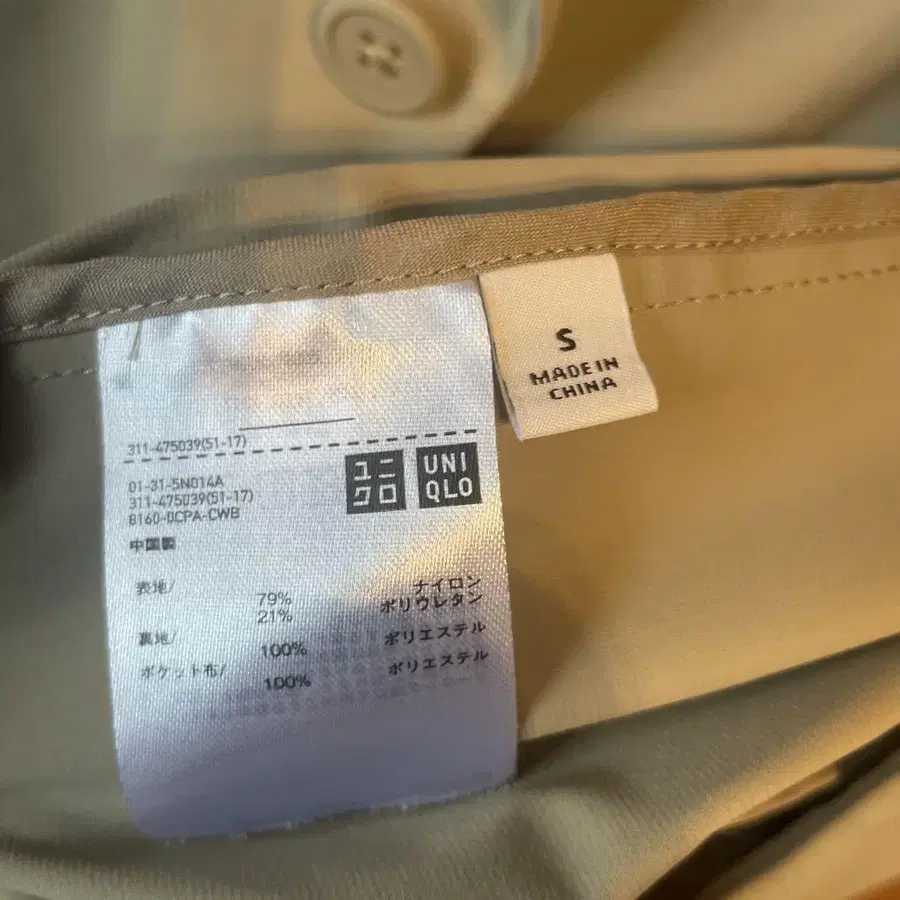 S
MADE IN
CHINA
311-475039(51-17)
ユニ
クロ
UNI
QLO
01-31-5N014A
311-475039(51-17)
8160-0CPA-CWB
中国製
表地/
79% ナイロン
21% ポリウレタン
裏地/
100% ポリエステル
ポケット布/
100% ポリエステル